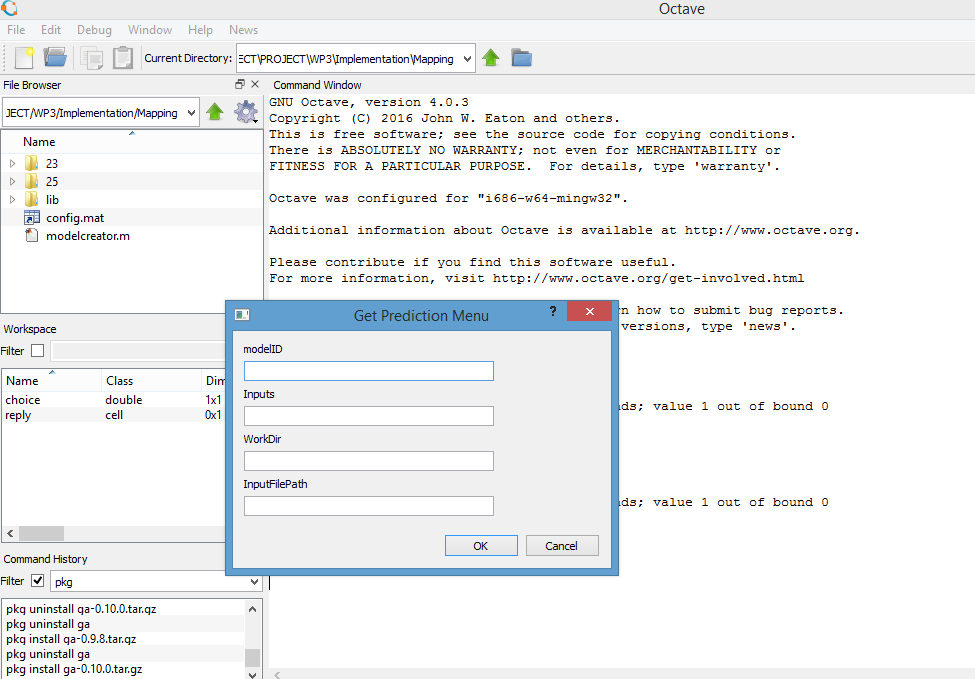 Octave
File Edit Debug Window Help News
Current Directory: ECT\PROJECT\WP3\Implementation\Mapping
File Browser
JECT/WP3/Implementation/Mapping
Name
23
25
lib
config.mat
modelcreator.m
Workspace
Filter
Name Class Dim
choice double 1x1
reply cell 0x1
Command History
Filter pkg
pkg uninstall ga-0.10.0.tar.gz
pkg uninstall ga
pkg install ga-0.9.8.tar.gz
pkg uninstall ga
pkg install ga-0.10.0.tar.gz
Command Window
GNU Octave, version 4.0.3
Copyright (C) 2016 John W. Eaton and others.
This is free software; see the source code for copying conditions.
There is ABSOLUTELY NO WARRANTY; not even for MERCHANTABILITY or
FITNESS FOR A PARTICULAR PURPOSE.  For details, type 'warranty'.
Octave was configured for "i686-w64-mingw32".
Additional information about Octave is available at http://www.octave.org.
Please contribute if you find this software useful.
For more information, visit http://www.octave.org/get-involved.html
n how to submit bug reports.
versions, type 'news'.
nds; value 1 out of bound 0
nds; value 1 out of bound 0
Get Prediction Menu
?
modelID
Inputs
WorkDir
InputFilePath
OK Cancel